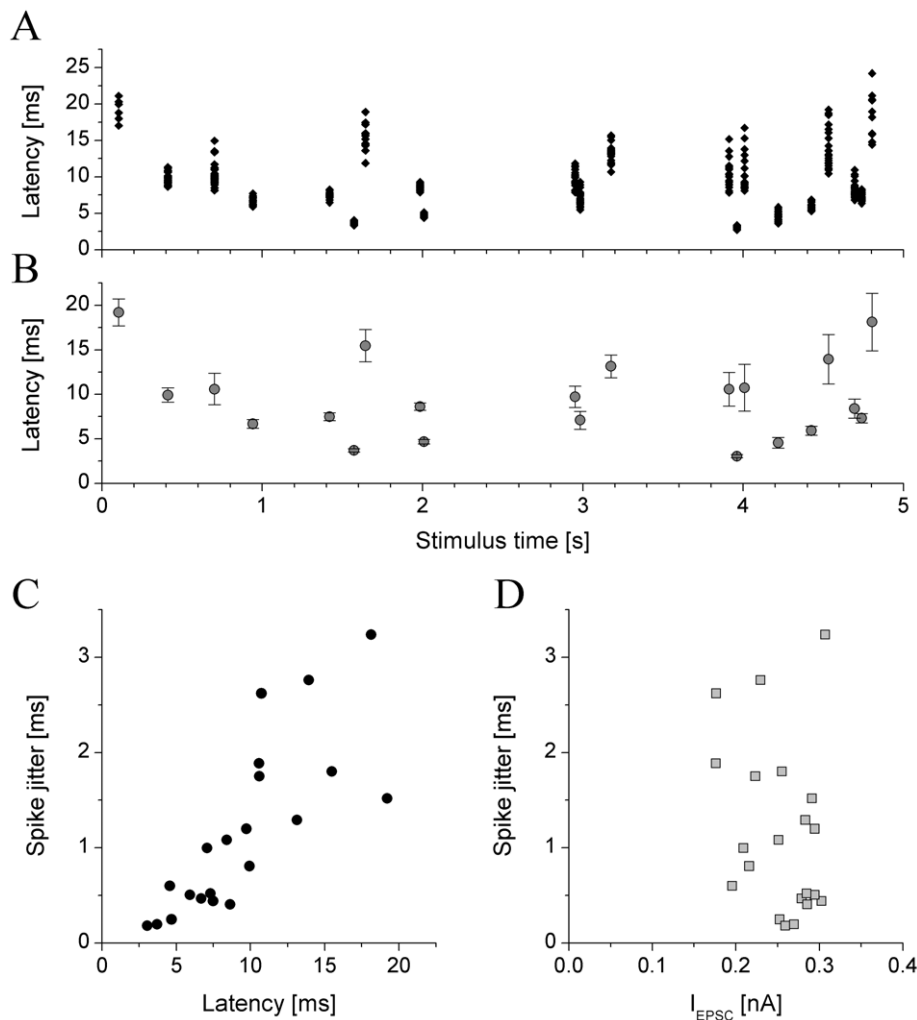 A
25
20
15
10
5
0
Latency [ms]
B
20
15
10
5
0
Latency [ms]
0 1 2 3 4 5
Stimulus time [s]
C
3
2
1
0
Spike jitter [ms]
0 5 10 15 20
Latency [ms]
D
3
2
1
0
Spike jitter [ms]
0.0 0.1 0.2 0.3 0.4
I_EPSC [nA]